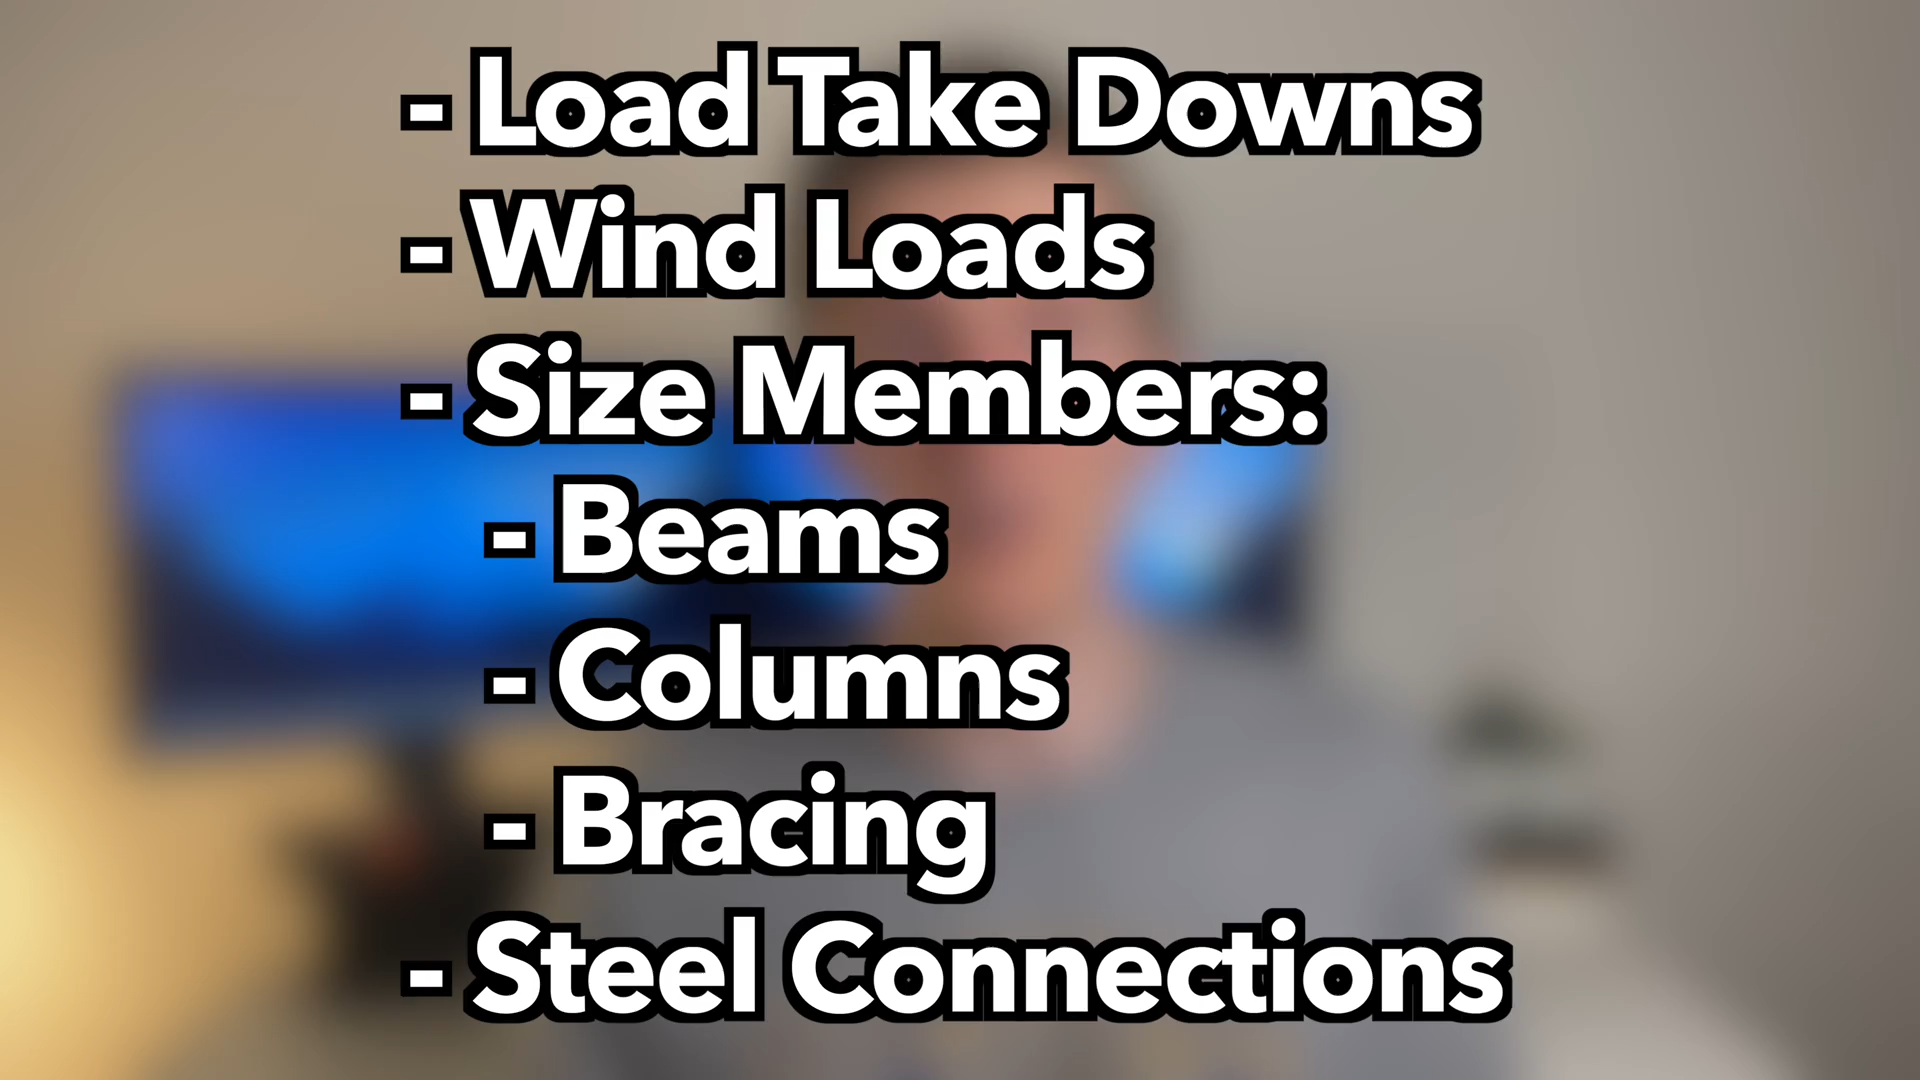 - Load Take Downs
- Wind Loads
- Size Members:
- Beams
- Columns
- Bracing
- Steel Connections